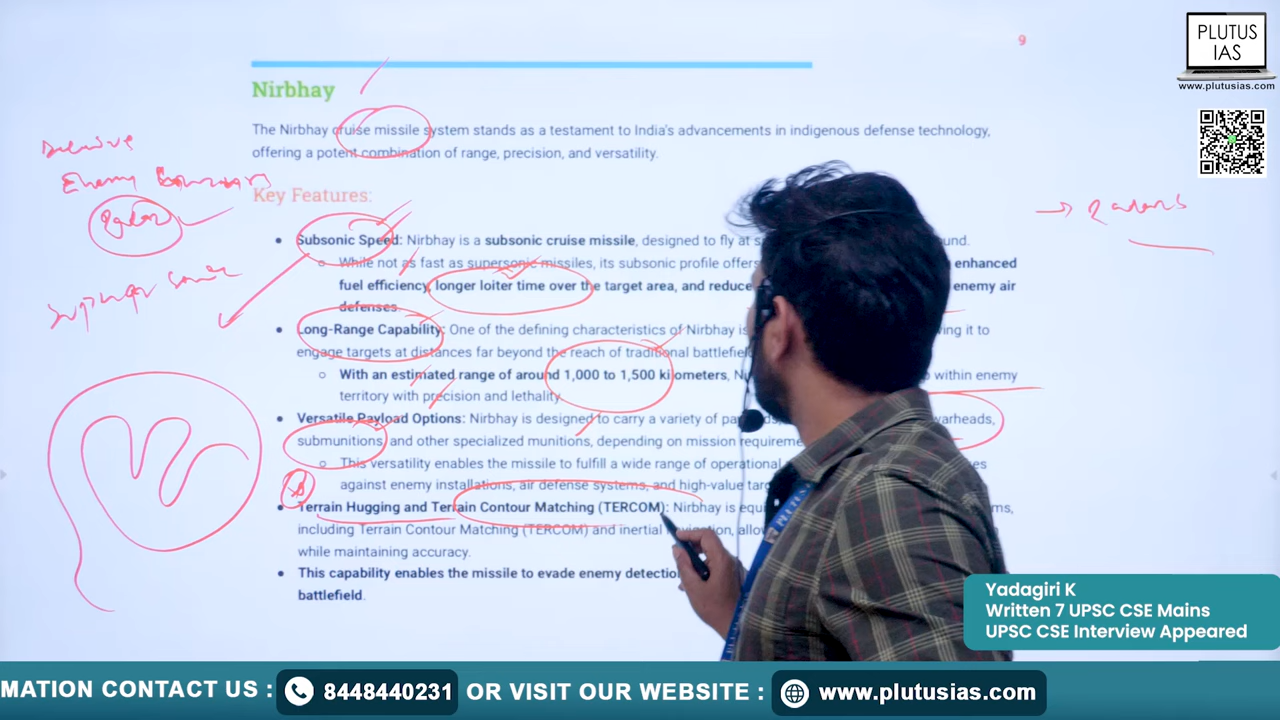 9
PLUTUS
IAS
www.plutusias.com
Nirbhay
The Nirbhay cruise missile system stands as a testament to India's advancements in indigenous defense technology,
offering a potent combination of range, precision, and versatility.
Enemy
Key Features:
Radars
• Subsonic Speed: Nirbhay is a subsonic cruise missile, designed to fly at
While not as fast as supersonic missiles, its subsonic profile offers enhanced
fuel efficiency, longer loiter time over the target area, and reduce enemy air
defenses.
• Long-Range Capability: One of the defining characteristics of Nirbhay is it to
engage targets at distances far beyond the reach of traditional
With an estimated range of around 1,000 to 1,500 kilometers, within enemy
territory with precision and lethality
• Versatile Payload Options: Nirbhay is designed to carry a variety of warheads,
submunitions, and other specialized munitions, depending on mission
This versatility enables the missile to fulfill a wide range of operational
against enemy installations, air defense systems, and high-value
• Terrain Hugging and Terrain Contour Matching (TERCOM): Nirbhay is
including Terrain Contour Matching (TERCOM) and inertial navigation,
while maintaining accuracy.
• This capability enables the missile to evade enemy
battlefield.
Yadagiri K
Written 7 UPSC CSE Mains
UPSC CSE Interview Appeared
MATION CONTACT US : 8448440231 OR VISIT OUR WEBSITE : www.plutusias.com